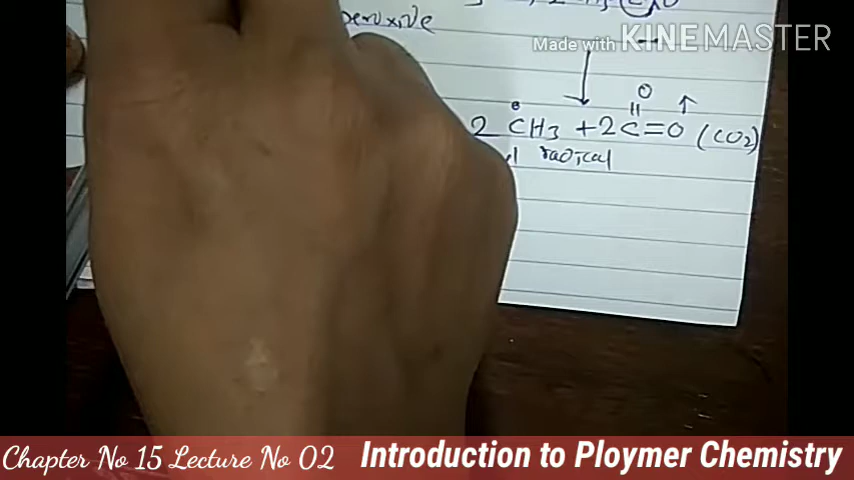 Made with KINEMASTER
O
2 CH3 + 2 C = O (CO2)
radical
Chapter No 15 Lecture No 02 Introduction to Ploymer Chemistry